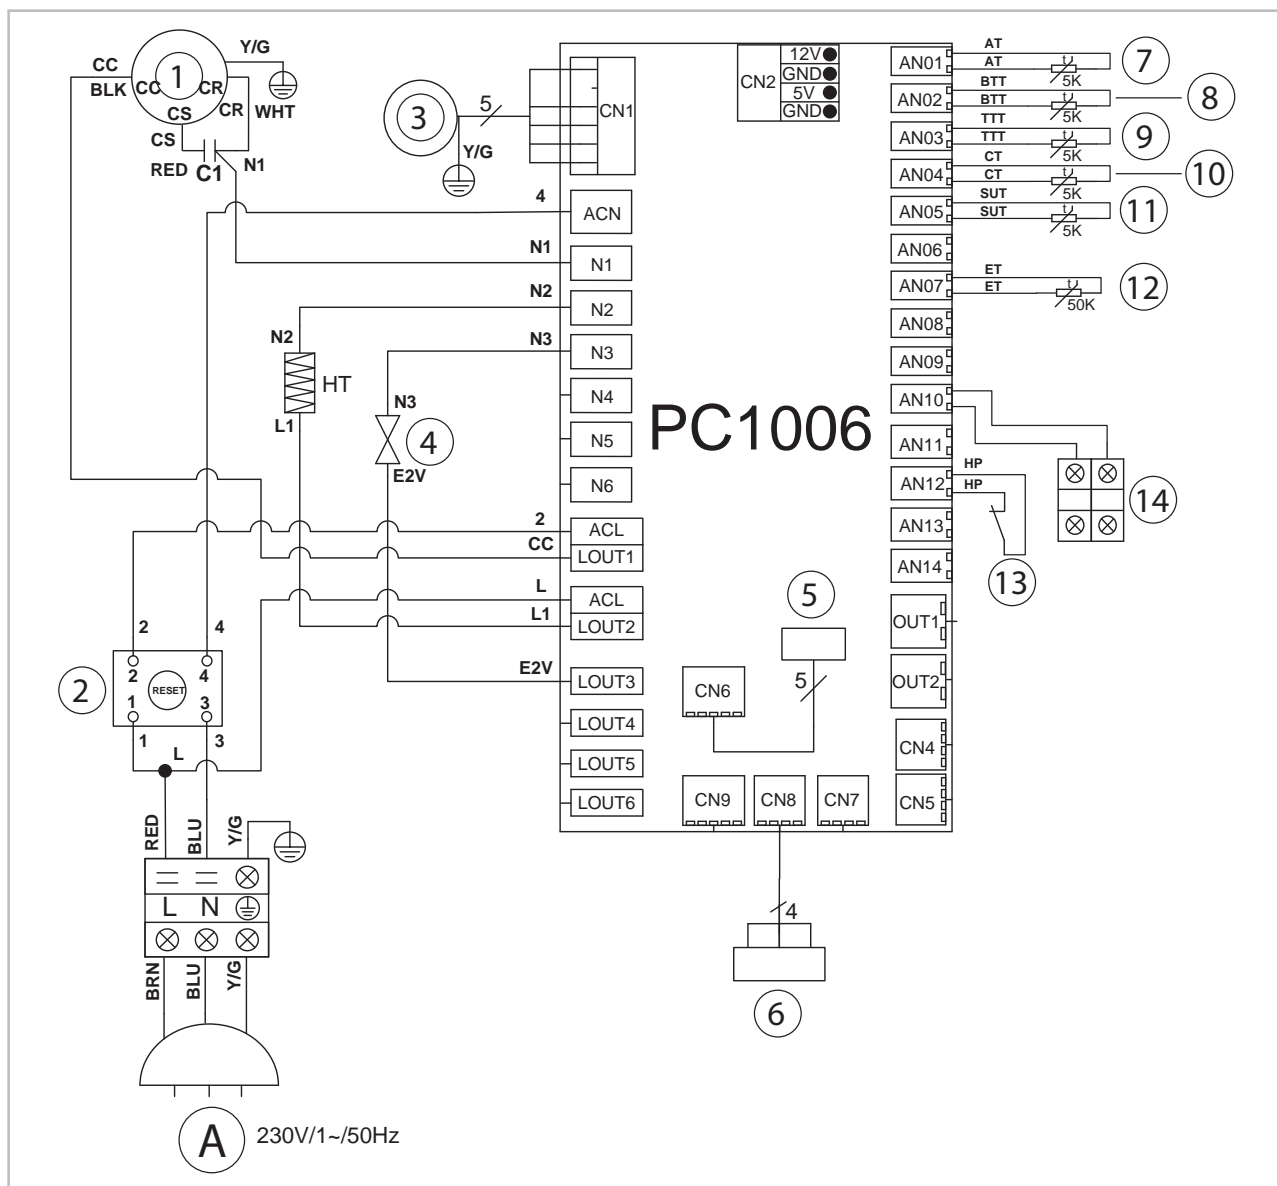 CC
BLK
1
CC
CR
CS
Y/G
WHT
CR
CS
RED
C1
N1
3
5
Y/G
CN1
CN2
12V
GND
5V
GND
4
ACN
N1
N1
N2
N2
N3
N3
N4
N5
N6
2
ACL
CC
LOUT1
L
ACL
L1
LOUT2
E2V
LOUT3
LOUT4
LOUT5
LOUT6
N2
HT
L1
N3
4
E2V
PC1006
AN01
AN02
AN03
AN04
AN05
AN06
AN07
AN08
AN09
AN10
AN11
AN12
AN13
AN14
OUT1
OUT2
CN4
CN5
AT
AT
t
5K
7
BTT
BTT
t
5K
8
TTT
TTT
t
5K
9
CT
CT
t
5K
10
SUT
SUT
t
5K
11
ET
ET
t
50K
12
HP
HP
13
14
5
5
CN6
CN9
CN8
CN7
4
6
2
2
4
2
4
RESET
1
3
1
3
L
RED
BLU
Y/G
L
N
BRN
BLU
Y/G
A
230V/1~/50Hz